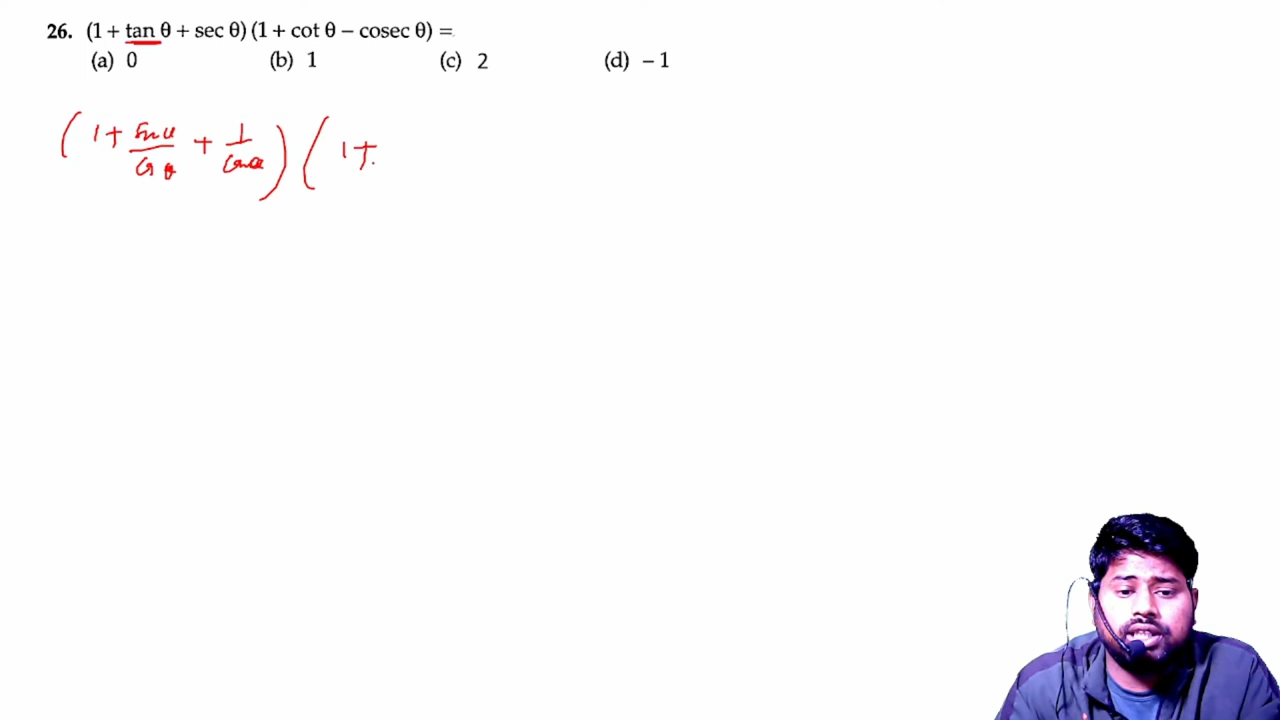 26. (1 + tan θ + sec θ) (1 + cot θ − cosec θ) =
(a) 0 (b) 1 (c) 2 (d) − 1
( 1 + sinθ/cosθ + 1/cosθ ) ( 1 +